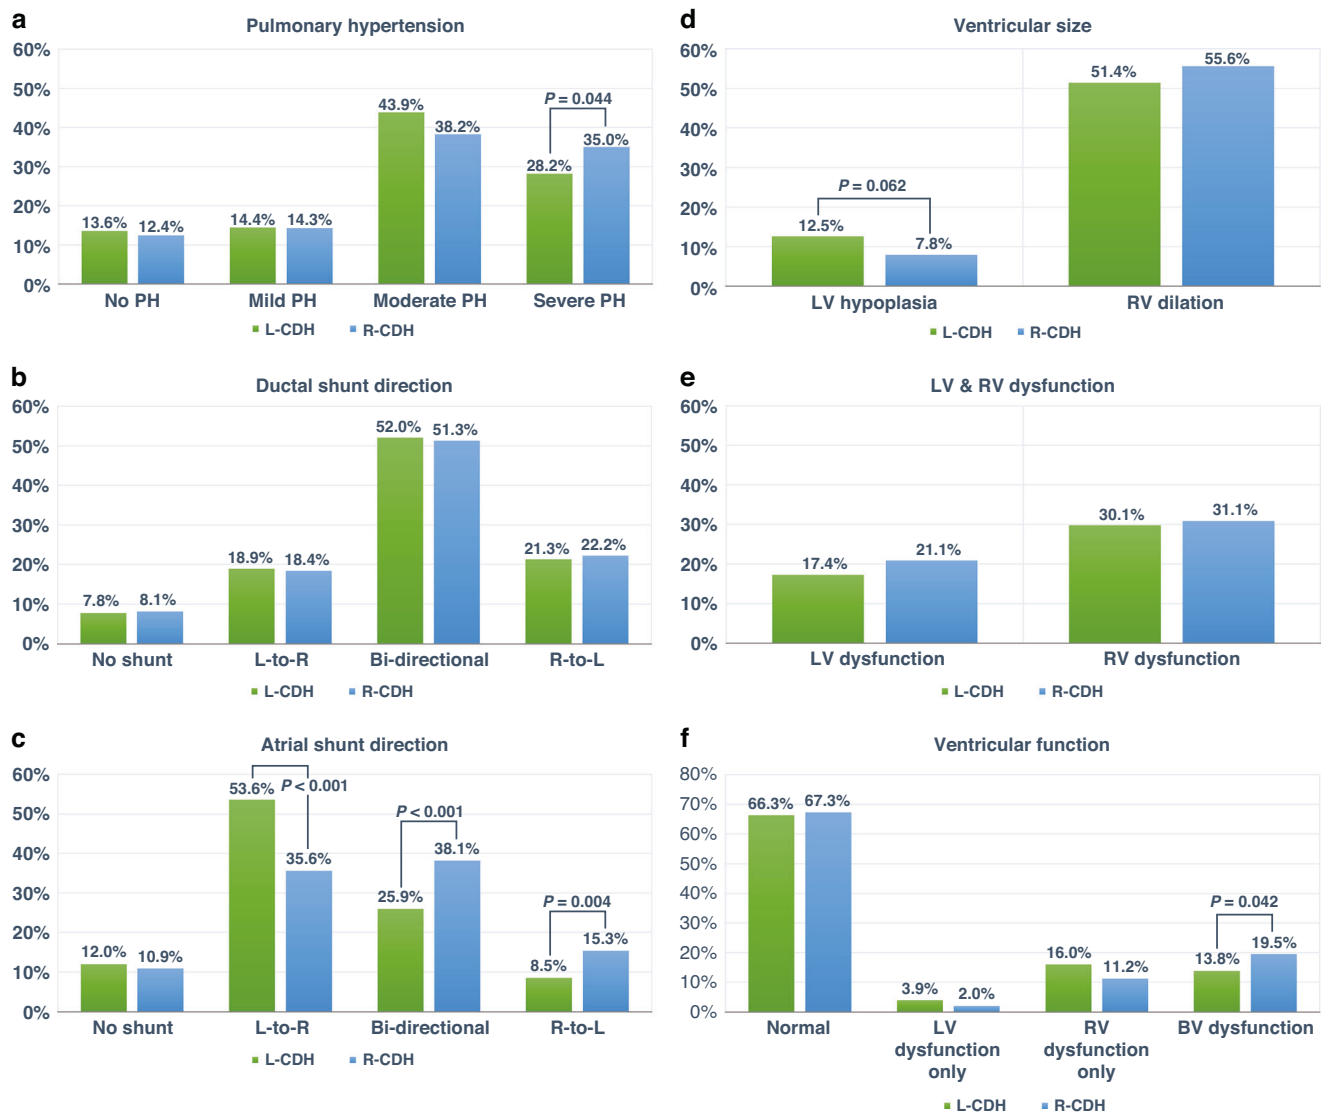 a
Pulmonary hypertension
60%
50%
40%
30%
20%
10%
0%
13.6%
12.4%
14.4%
14.3%
43.9%
38.2%
28.2%
35.0%
P = 0.044
No PH
Mild PH
Moderate PH
Severe PH
L-CDH
R-CDH
b
Ductal shunt direction
60%
50%
40%
30%
20%
10%
0%
7.8%
8.1%
18.9%
18.4%
52.0%
51.3%
21.3%
22.2%
No shunt
L-to-R
Bi-directional
R-to-L
L-CDH
R-CDH
c
Atrial shunt direction
60%
50%
40%
30%
20%
10%
0%
12.0%
10.9%
53.6%
P < 0.001
35.6%
P < 0.001
25.9%
38.1%
P = 0.004
8.5%
15.3%
No shunt
L-to-R
Bi-directional
R-to-L
L-CDH
R-CDH
d
Ventricular size
60%
50%
40%
30%
20%
10%
0%
P = 0.062
12.5%
7.8%
51.4%
55.6%
LV hypoplasia
RV dilation
L-CDH
R-CDH
e
LV & RV dysfunction
60%
50%
40%
30%
20%
10%
0%
17.4%
21.1%
30.1%
31.1%
LV dysfunction
RV dysfunction
L-CDH
R-CDH
f
Ventricular function
80%
70%
60%
50%
40%
30%
20%
10%
0%
66.3%
67.3%
3.9%
2.0%
16.0%
11.2%
P = 0.042
13.8%
19.5%
Normal
LV
dysfunction
only
RV
dysfunction
only
BV dysfunction
L-CDH
R-CDH